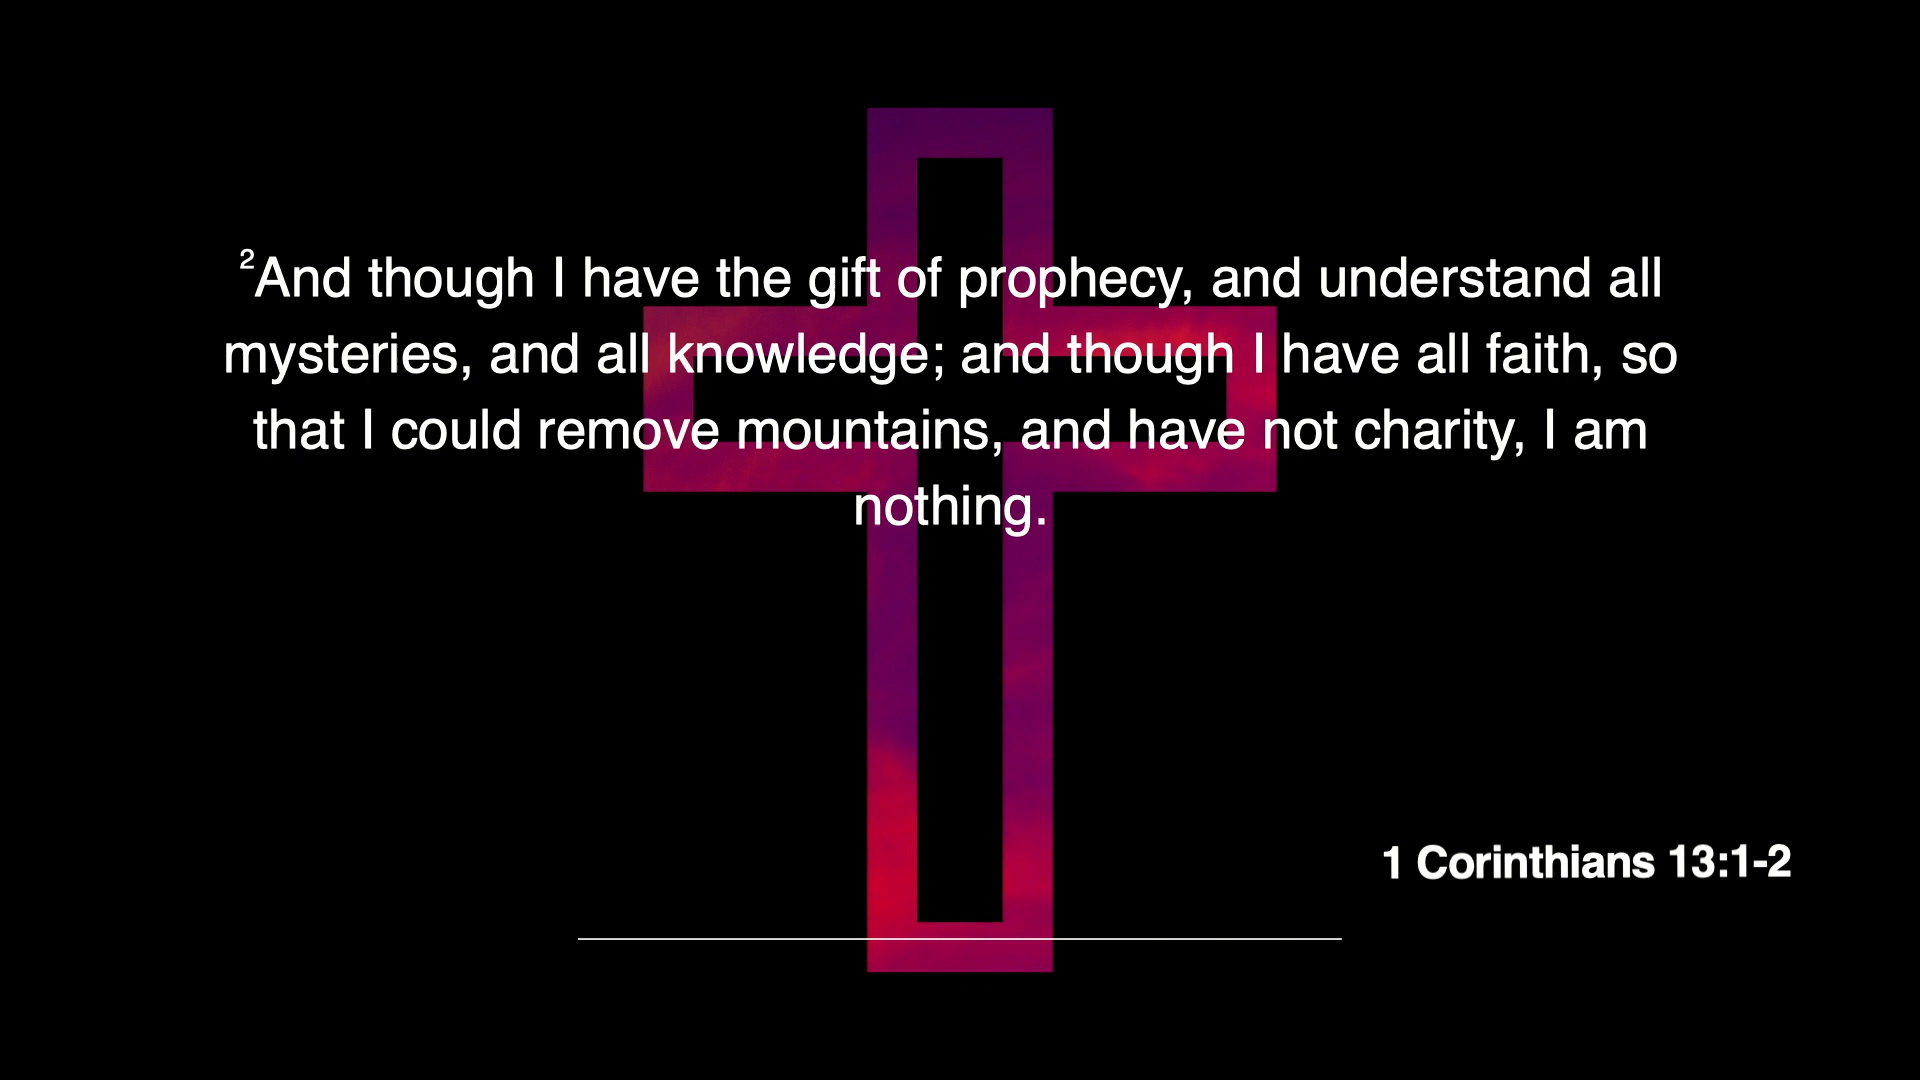 ²And though I have the gift of prophecy, and understand all
mysteries, and all knowledge; and though I have all faith, so
that I could remove mountains, and have not charity, I am
nothing.
1 Corinthians 13:1-2